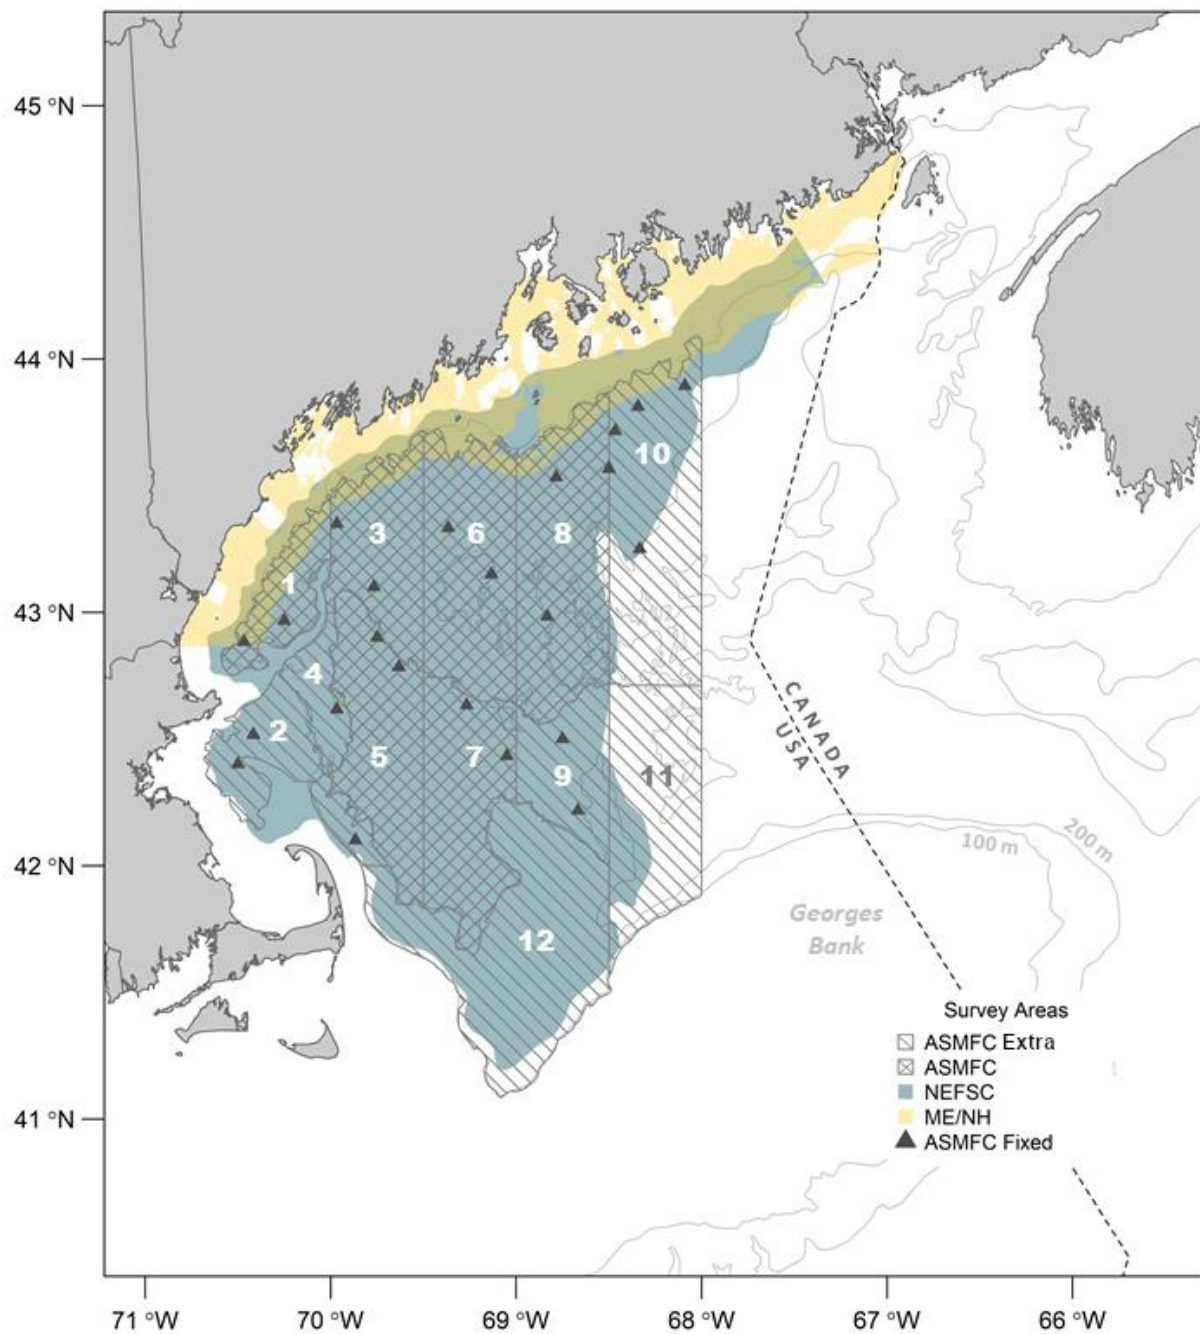 45 °N
44 °N
43 °N
42 °N
41 °N
10
3
6
8
1
4
2
5
7
9
11
12
CANADA
USA
100 m
200 m
Georges
Bank
Survey Areas
ASMFC Extra
ASMFC
NEFSC
ME/NH
ASMFC Fixed
71 °W
70 °W
69 °W
68 °W
67 °W
66 °W